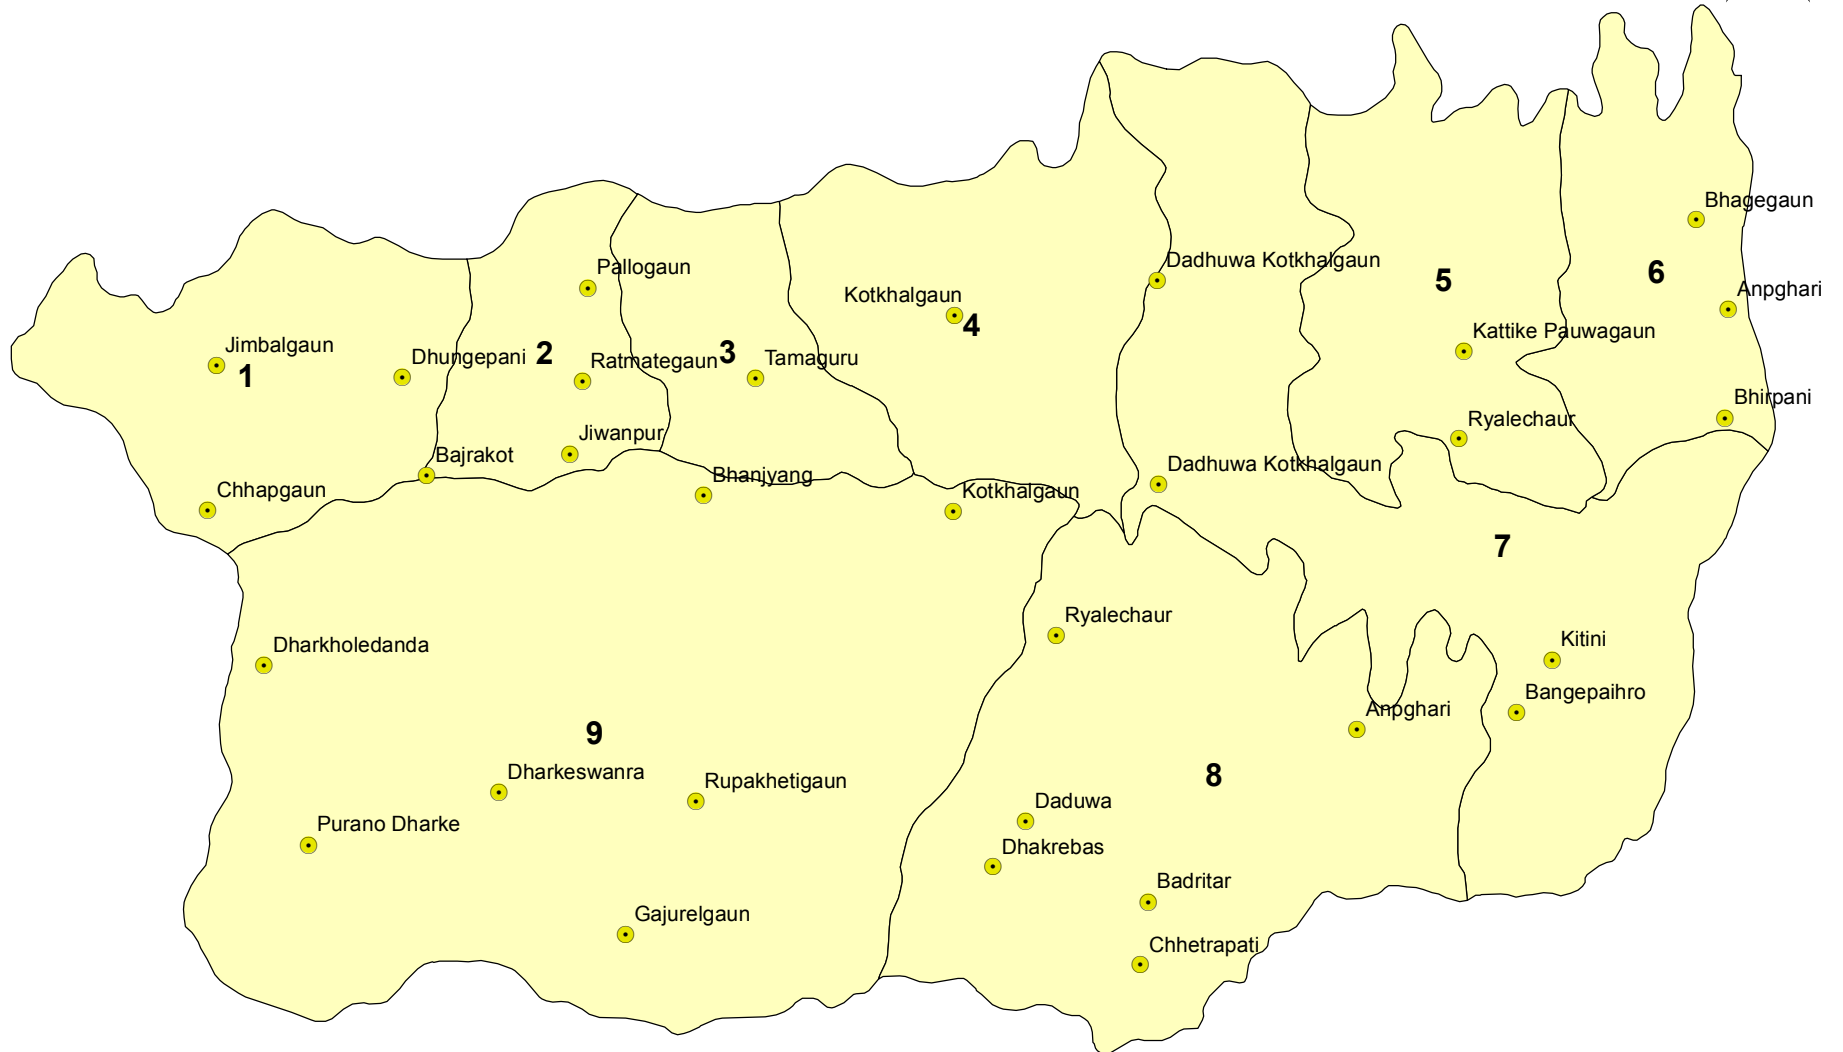 Bhagegaun
Pallogaun
Dadhuwa Kotkhalgaun
5
6
Kotkhalgaun
Anpghari
4
Jimbalgaun
1
Dhungepani
2
Ratmategaun
3
Tamaguru
Kattike Pauwagaun
Bhirpani
Ryalechaur
Jiwanpur
Bajrakot
Bhanjyang
Dadhuwa Kotkhalgaun
Chhapgaun
Kotkhalgaun
7
Ryalechaur
Kitini
Dharkholedanda
Bangepaihro
Anpghari
9
8
Dharkeswanra
Rupakhetigaun
Daduwa
Purano Dharke
Dhakrebas
Badritar
Gajurelgaun
Chhetrapati